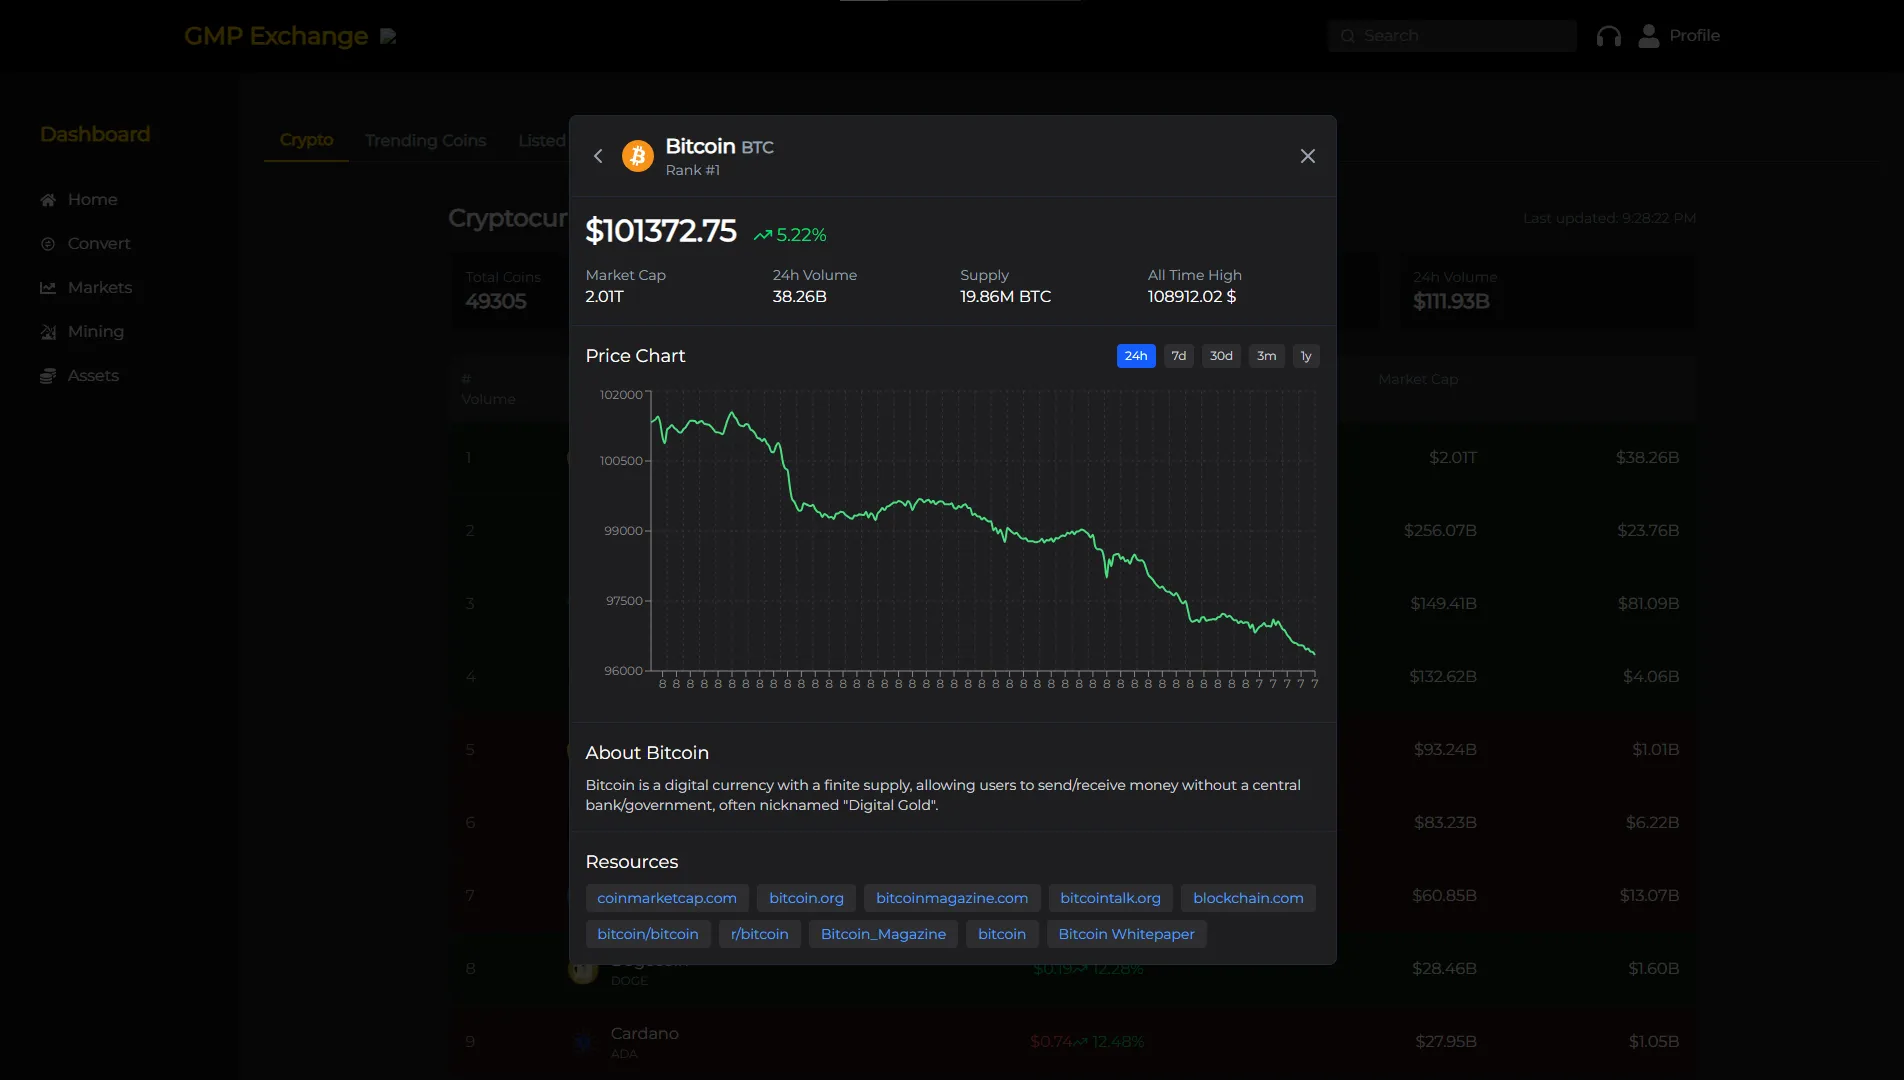 GMP Exchange
Search
Profile
Dashboard
Home
Convert
Markets
Mining
Assets
Crypto
Trending Coins
Listed
Last updated: 9:28:22 PM
Total Coins
49305
24h Volume
$111.93B
#
Volume
Market Cap
1
$2.01T
$38.26B
2
$256.07B
$23.76B
3
$149.41B
$81.09B
4
$132.62B
$4.06B
5
$93.24B
$1.01B
6
$83.23B
$6.22B
7
$60.85B
$13.07B
8
DOGE
$0.19 12.28%
$28.46B
$1.60B
9
Cardano
ADA
$0.74 12.48%
$27.95B
$1.05B
Bitcoin BTC
Rank #1
$101372.75 5.22%
Market Cap
2.01T
24h Volume
38.26B
Supply
19.86M BTC
All Time High
108912.02 $
Price Chart
24h 7d 30d 3m 1y
102000
100500
99000
97500
96000
8 8 8 8 8 8 8 8 8 8 8 8 8 8 8 8 8 8 8 8 8 8 8 8 8 8 8 8 8 8 8 8 8 8 8 8 8 8 8 8 8 8 8 7 7 7 7 7
About Bitcoin
Bitcoin is a digital currency with a finite supply, allowing users to send/receive money without a central
bank/government, often nicknamed "Digital Gold".
Resources
coinmarketcap.com bitcoin.org bitcoinmagazine.com bitcointalk.org blockchain.com
bitcoin/bitcoin r/bitcoin Bitcoin_Magazine bitcoin Bitcoin Whitepaper